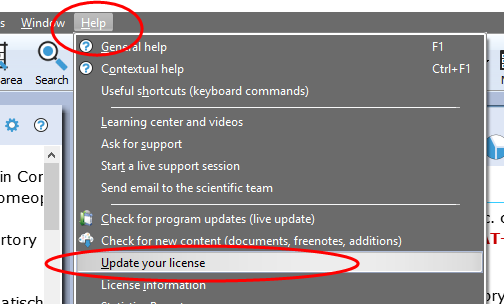 s Window Help
area Search
General help F1
Contextual help Ctrl+F1
Useful shortcuts (keyboard commands)
Learning center and videos
Ask for support
Start a live support session
Send email to the scientific team
Check for program updates (live update)
Check for new content (documents, freenotes, additions)
Update your license
License information
in Con
omeop
rtory
atisch
c. o
AT-
ory